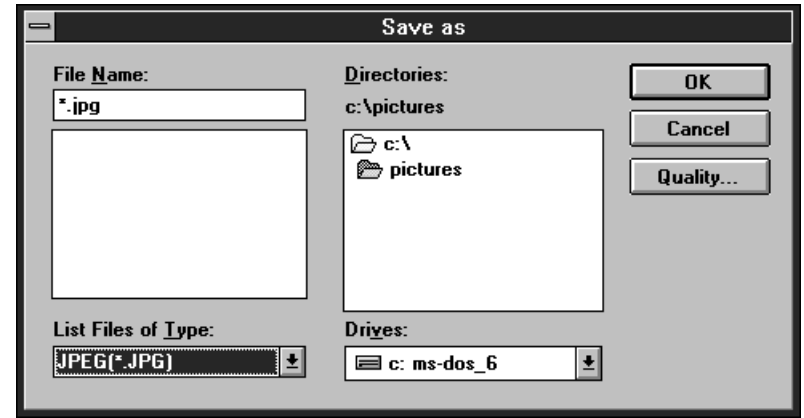 Save as
File Name:
*.jpg
Directories:
c:\pictures
c:\
pictures
OK
Cancel
Quality...
List Files of Type:
JPEG(*.JPG)
Drives:
c: ms-dos_6